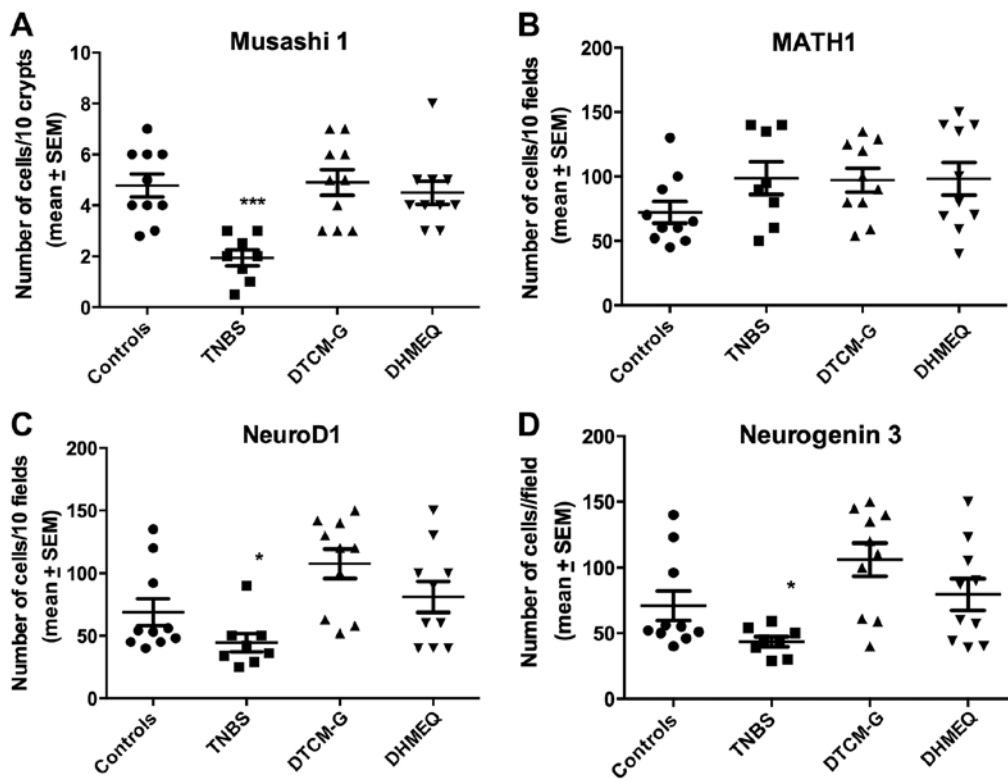 A
Musashi 1
Number of cells/10 crypts
(mean ± SEM)
10
8
6
4
2
0
***
Controls
TNBS
DTCM-G
DHMEQ
B
MATH1
Number of cells/10 fields
(mean ± SEM)
200
150
100
50
0
Controls
TNBS
DTCM-G
DHMEQ
C
NeuroD1
Number of cells/10 fields
(mean ± SEM)
200
150
100
50
0
*
Controls
TNBS
DTCM-G
DHMEQ
D
Neurogenin 3
Number of cells//field
(mean ± SEM)
200
150
100
50
0
*
Controls
TNBS
DTCM-G
DHMEQ